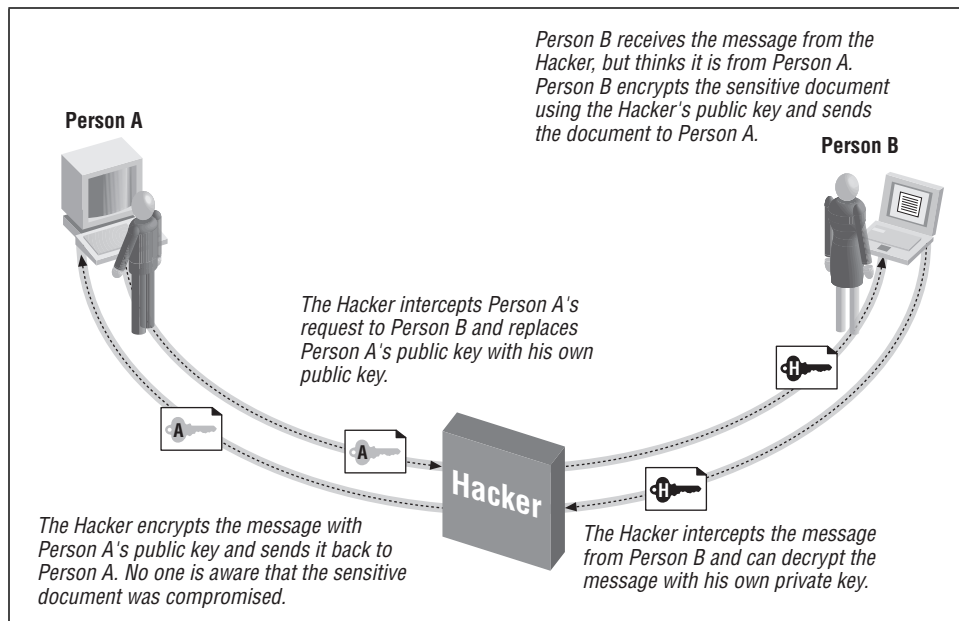 Person B receives the message from the
Hacker, but thinks it is from Person A.
Person B encrypts the sensitive document
using the Hacker's public key and sends
the document to Person A.
Person A
Person B
The Hacker intercepts Person A's
request to Person B and replaces
Person A's public key with his own
public key.
H
A
A
Hacker
H
The Hacker encrypts the message with
Person A's public key and sends it back to
Person A. No one is aware that the sensitive
document was compromised.
The Hacker intercepts the message
from Person B and can decrypt the
message with his own private key.